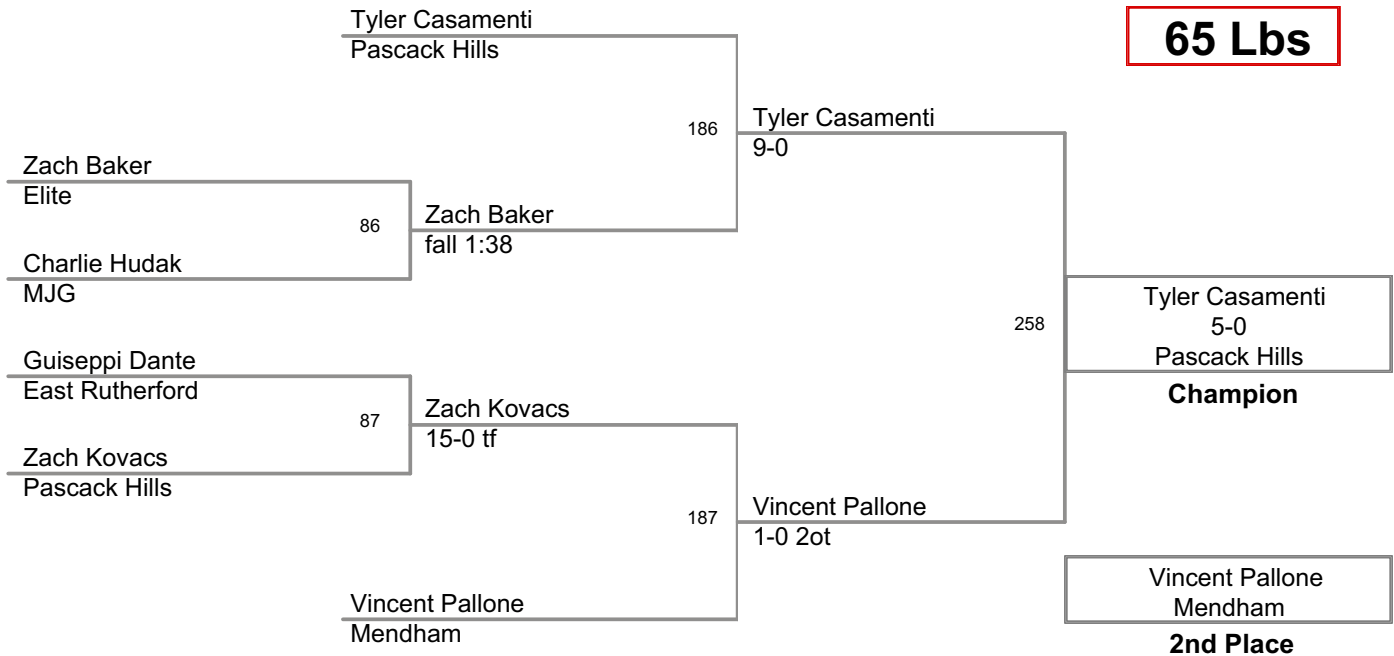 Tyler Casamenti
Pascack Hills
65 Lbs
186
Tyler Casamenti
9-0
Zach Baker
Elite
86
Zach Baker
fall 1:38
Charlie Hudak
MJG
258
Tyler Casamenti
5-0
Pascack Hills
Champion
Guiseppi Dante
East Rutherford
87
Zach Kovacs
15-0 tf
Zach Kovacs
Pascack Hills
187
Vincent Pallone
1-0 2ot
Vincent Pallone
Mendham
Vincent Pallone
Mendham
2nd Place